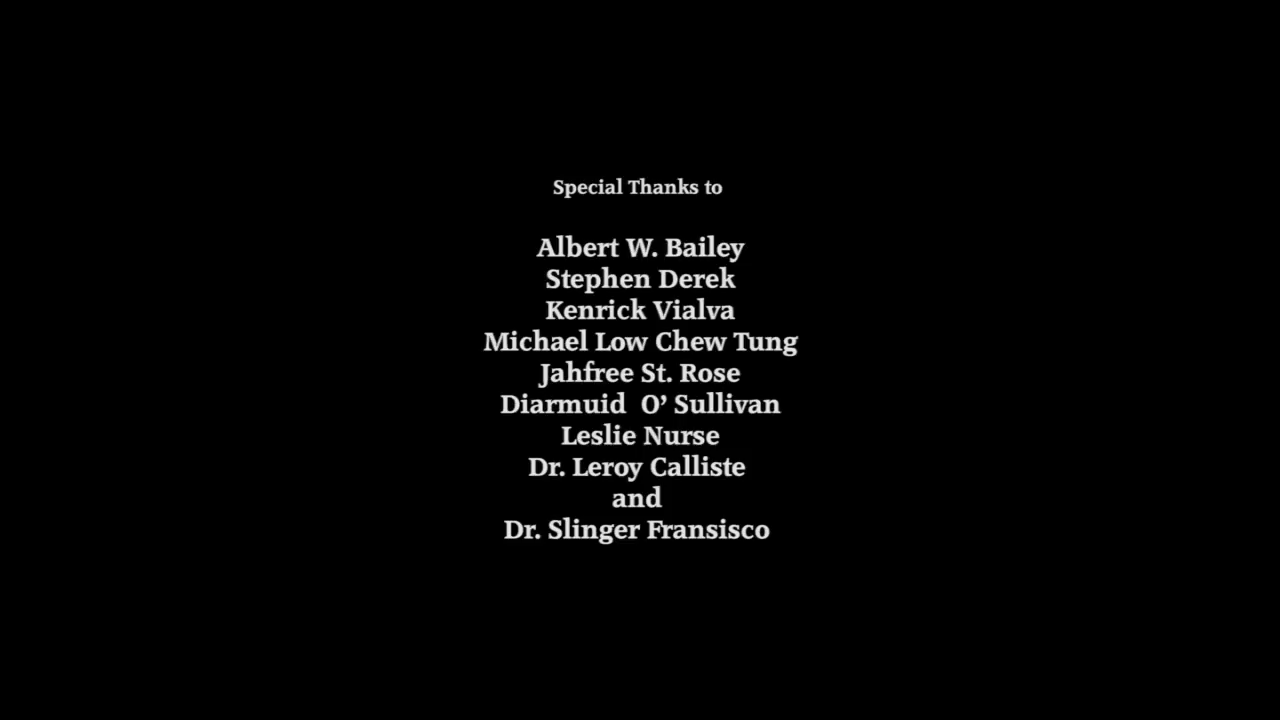 Special Thanks to
Albert W. Bailey
Stephen Derek
Kenrick Vialva
Michael Low Chew Tung
Jahfree St. Rose
Diarmuid  O’ Sullivan
Leslie Nurse
Dr. Leroy Calliste
and
Dr. Slinger Fransisco